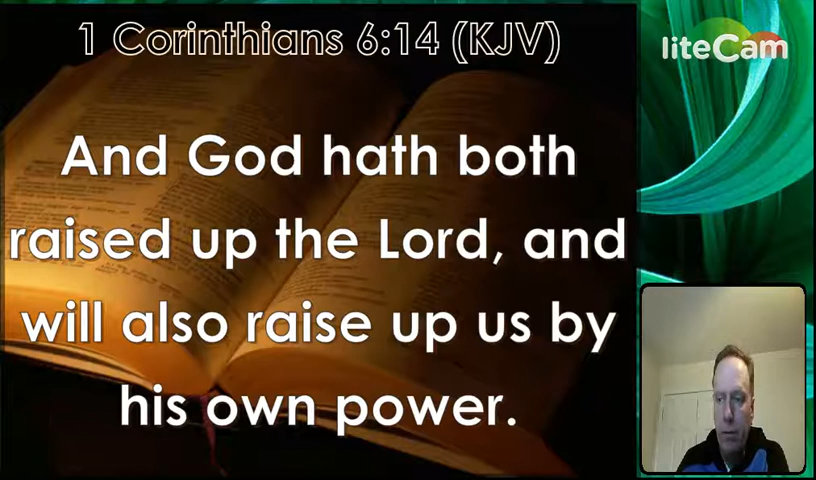 1 Corinthians 6:14 (KJV)
liteCam
And God hath both
raised up the Lord, and
will also raise up us by
his own power.